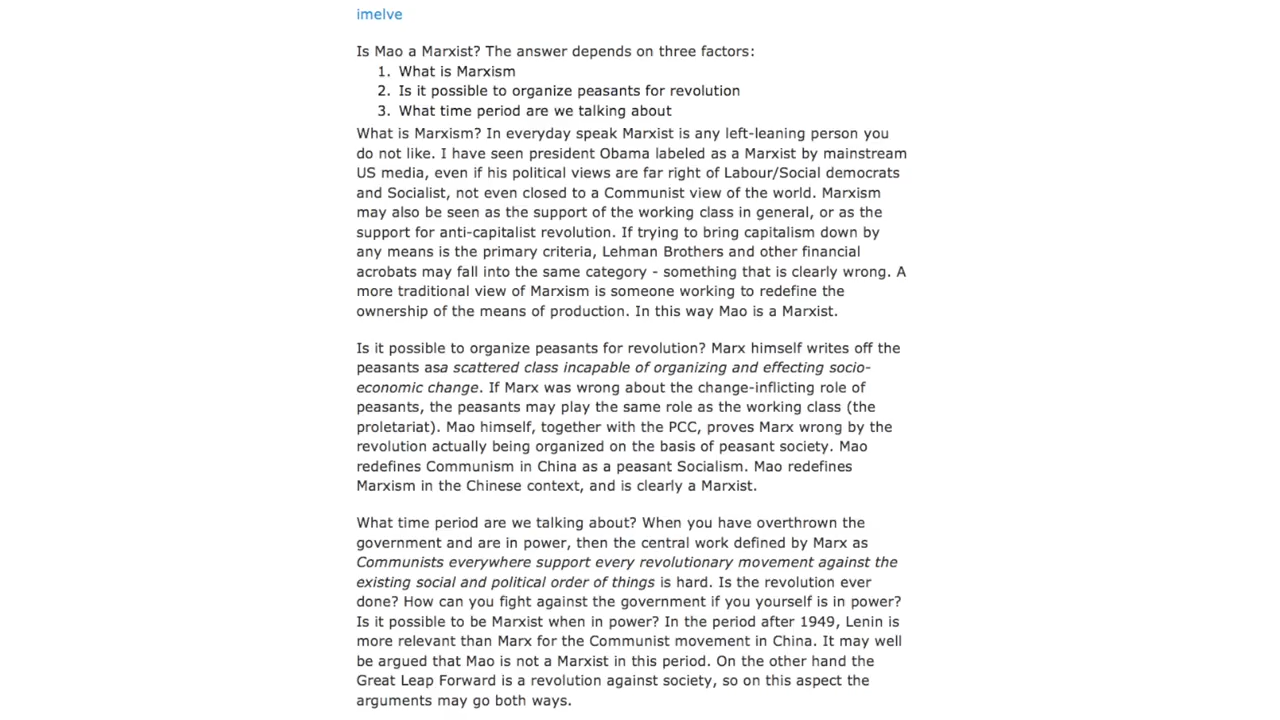 imelve
Is Mao a Marxist? The answer depends on three factors:
1. What is Marxism
2. Is it possible to organize peasants for revolution
3. What time period are we talking about
What is Marxism? In everyday speak Marxist is any left-leaning person you
do not like. I have seen president Obama labeled as a Marxist by mainstream
US media, even if his political views are far right of Labour/Social democrats
and Socialist, not even closed to a Communist view of the world. Marxism
may also be seen as the support of the working class in general, or as the
support for anti-capitalist revolution. If trying to bring capitalism down by
any means is the primary criteria, Lehman Brothers and other financial
acrobats may fall into the same category - something that is clearly wrong. A
more traditional view of Marxism is someone working to redefine the
ownership of the means of production. In this way Mao is a Marxist.
Is it possible to organize peasants for revolution? Marx himself writes off the
peasants asa scattered class incapable of organizing and effecting socio-
economic change. If Marx was wrong about the change-inflicting role of
peasants, the peasants may play the same role as the working class (the
proletariat). Mao himself, together with the PCC, proves Marx wrong by the
revolution actually being organized on the basis of peasant society. Mao
redefines Communism in China as a peasant Socialism. Mao redefines
Marxism in the Chinese context, and is clearly a Marxist.
What time period are we talking about? When you have overthrown the
government and are in power, then the central work defined by Marx as
Communists everywhere support every revolutionary movement against the
existing social and political order of things is hard. Is the revolution ever
done? How can you fight against the government if you yourself is in power?
Is it possible to be Marxist when in power? In the period after 1949, Lenin is
more relevant than Marx for the Communist movement in China. It may well
be argued that Mao is not a Marxist in this period. On the other hand the
Great Leap Forward is a revolution against society, so on this aspect the
arguments may go both ways.